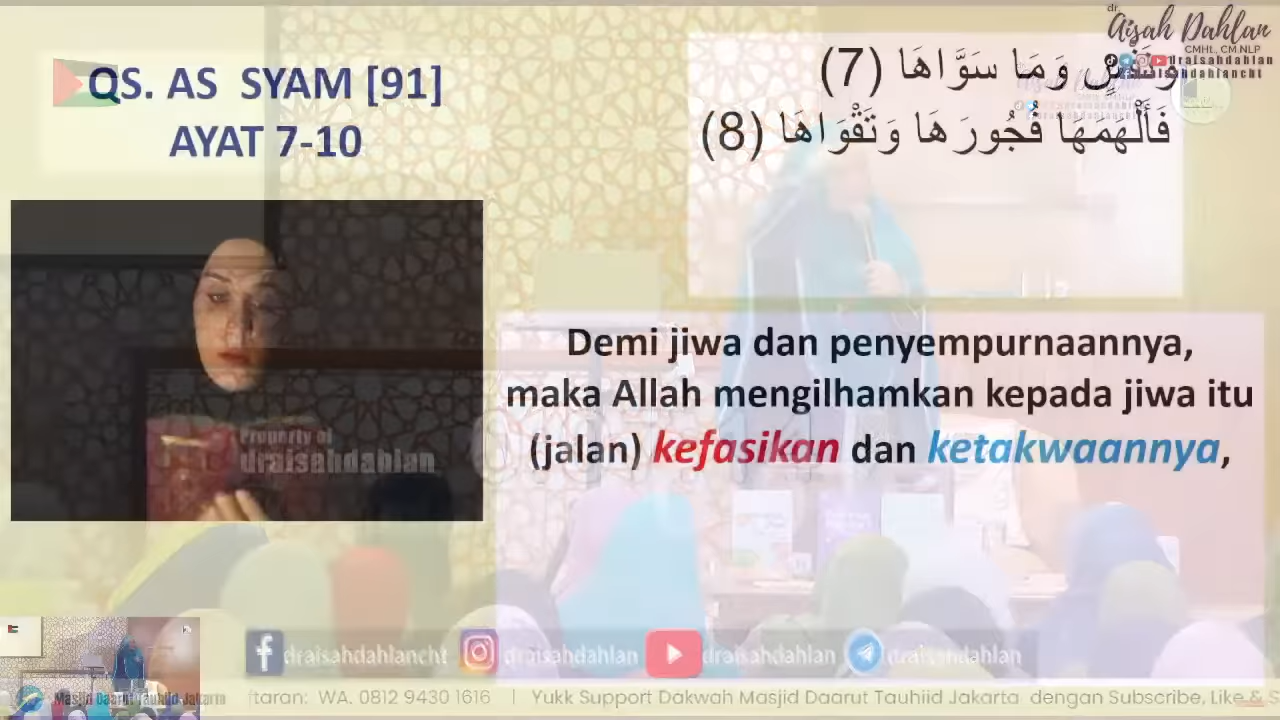 QS. AS SYAM [91]
AYAT 7-10
dr.
Aisah Dahlan
CMHL, CM.NLP
draisahdahlan
draisahdahlancht
وَنَفْسٍ وَمَا سَوَّاهَا (7)
فَأَلْهَمَهَا فُجُورَهَا وَتَقْوَاهَا (8)
Demi jiwa dan penyempurnaannya,
maka Allah mengilhamkan kepada jiwa itu
(jalan) kefasikan dan ketakwaannya,
Property of
draisahdahlan
draisahdahlancht draisahdahlan draisahdahlan draisahdahlan
Masjid Daarut Tauhiid Jakarta
ftaran: WA. 0812 9430 1616 | Yukk Support Dakwah Masjid Daarut Tauhiid Jakarta dengan Subscribe, Like & S